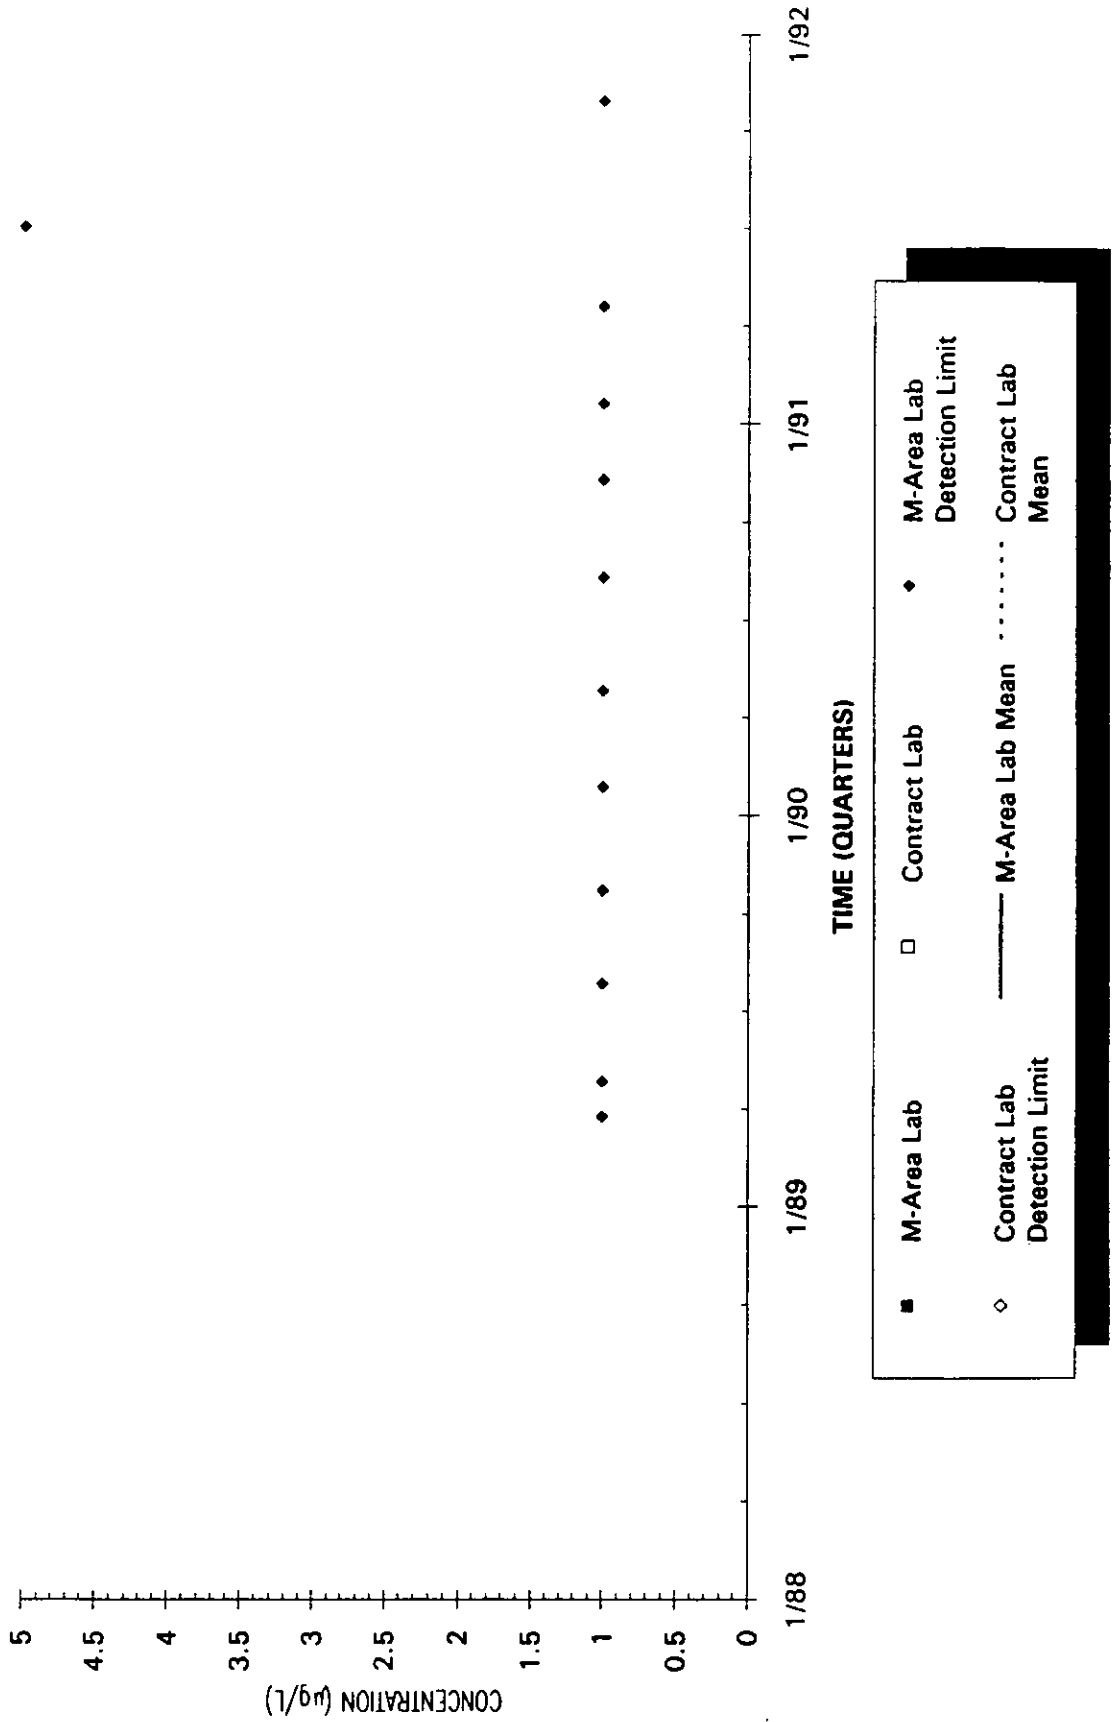 CONCENTRATION (µg/L)
5
4.5
4
3.5
3
2.5
2
1.5
1
0.5
0
1/88
1/89
1/90
1/91
1/92
TIME (QUARTERS)
M-Area Lab
Contract Lab
M-Area Lab
Detection Limit
Contract Lab
Detection Limit
M-Area Lab Mean
Contract Lab
Mean